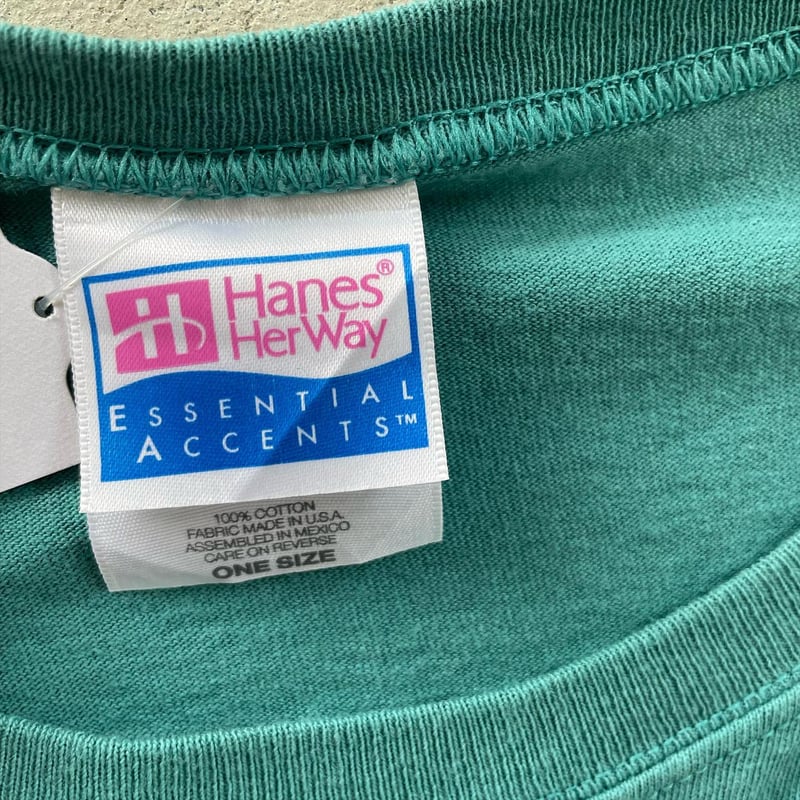 Hanes®
HerWay
ESSENTIAL
ACCENTS™
100% COTTON
FABRIC MADE IN U.S.A.
ASSEMBLED IN MEXICO
CARE ON REVERSE
ONE SIZE